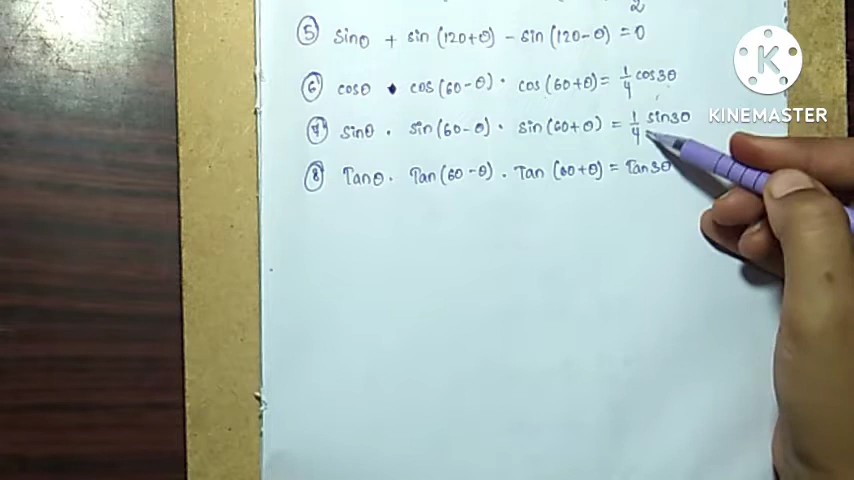 2
⑤ sinθ + sin(120+θ) - sin(120-θ) = 0
⑥ cosθ • cos(60-θ) • cos(60+θ) = 1/4 cos3θ
⑦ sinθ . sin(60-θ) . sin(60+θ) = 1/4 sin3θ
⑧ Tanθ . Tan(60-θ) . Tan(60+θ) = Tan3θ
K
KINEMASTER